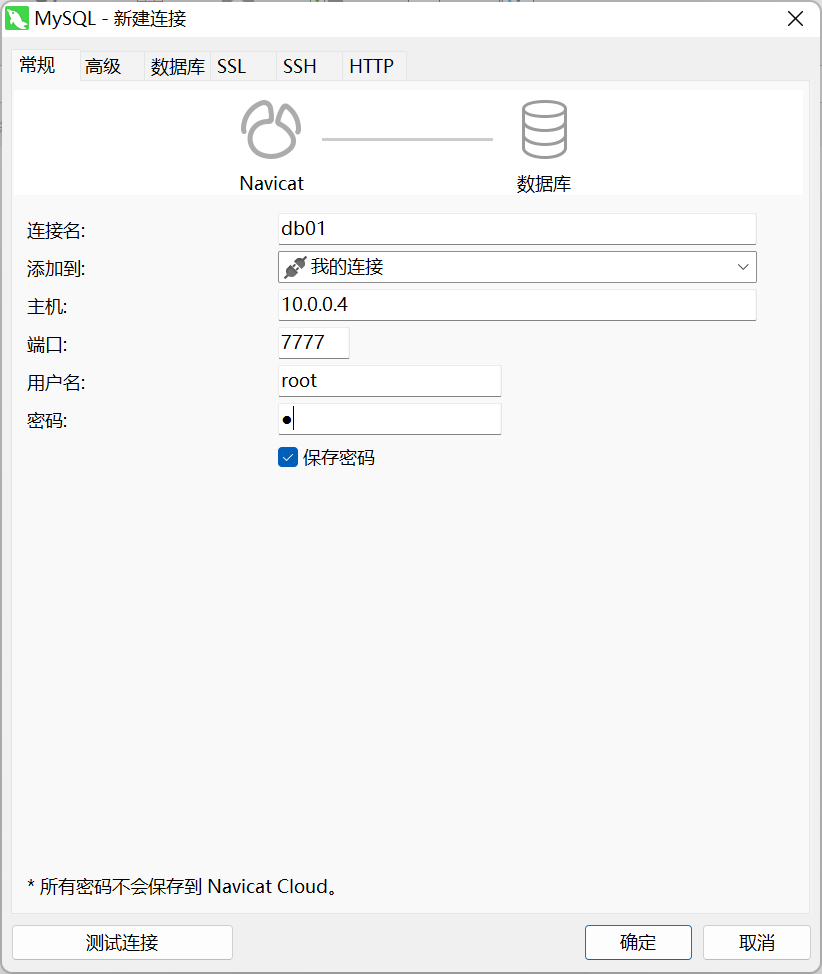 MySQL - 新建连接
常规 高级 数据库 SSL SSH HTTP
Navicat 数据库
连接名: db01
添加到: 我的连接
主机: 10.0.0.4
端口: 7777
用户名: root
密码: ●
保存密码
* 所有密码不会保存到 Navicat Cloud。
测试连接 确定 取消